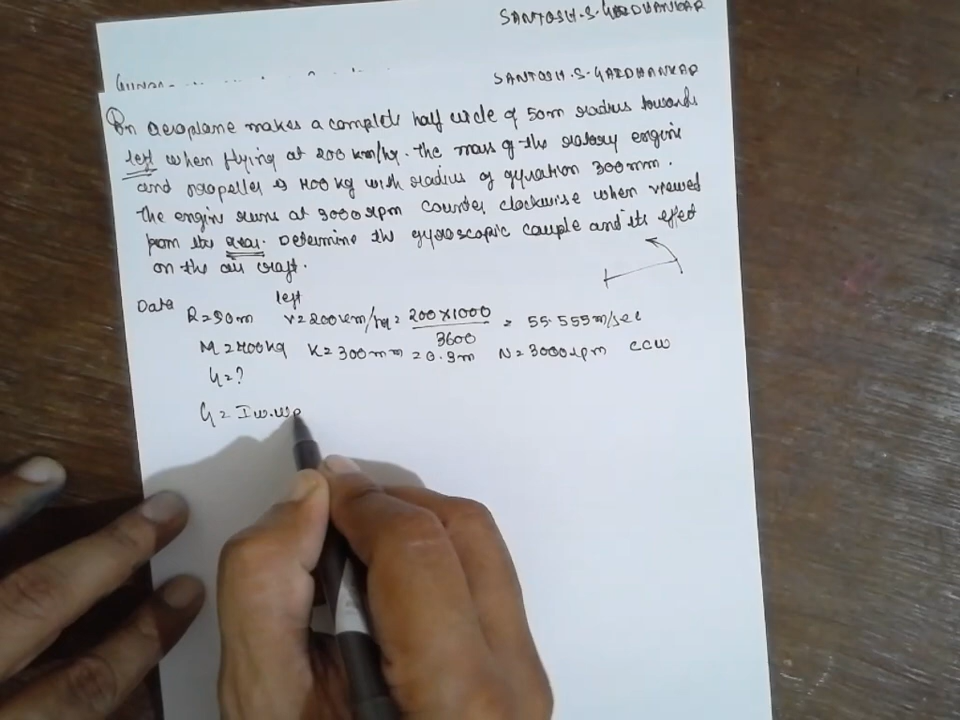 SANTOSH.S.GARDHANKAR
SANTOSH.S.GARDHANKAR
An aeroplane makes a complete half circle of 50m radius towards
left when flying at 200 km/hr. The mass of the rotary engine
and propeller is 400 kg with radius of gyration 300mm.
The engine runs at 3000 rpm counter clockwise when viewed
from the rear. Determine the gyroscopic couple and its effect
on the air craft.
left
Data R=50m V=200km/hr= 200×1000/3600 = 55.555m/sec
M=400kg K=300mm=0.3m N=3000rpm CCW
G=?
G= Iw.wp